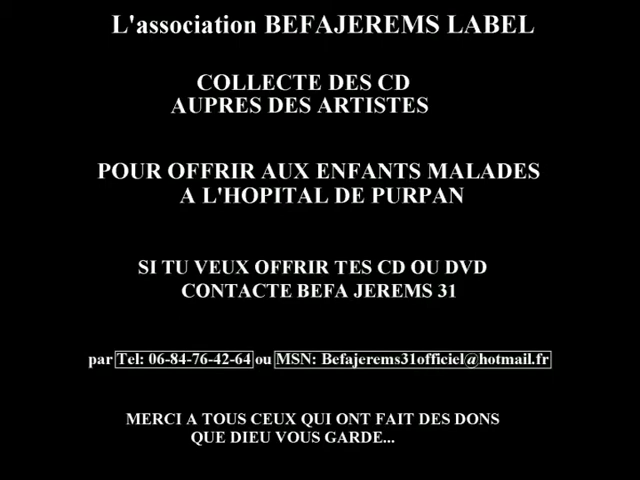 L'association BEFAJEREMS LABEL
COLLECTE DES CD
AUPRES DES ARTISTES
POUR OFFRIR AUX ENFANTS MALADES
A L'HOPITAL DE PURPAN
SI TU VEUX OFFRIR TES CD OU DVD
CONTACTE BEFA JEREMS 31
par Tel: 06-84-76-42-64 ou MSN: Befajerems31officiel@hotmail.fr
MERCI A TOUS CEUX QUI ONT FAIT DES DONS
QUE DIEU VOUS GARDE...